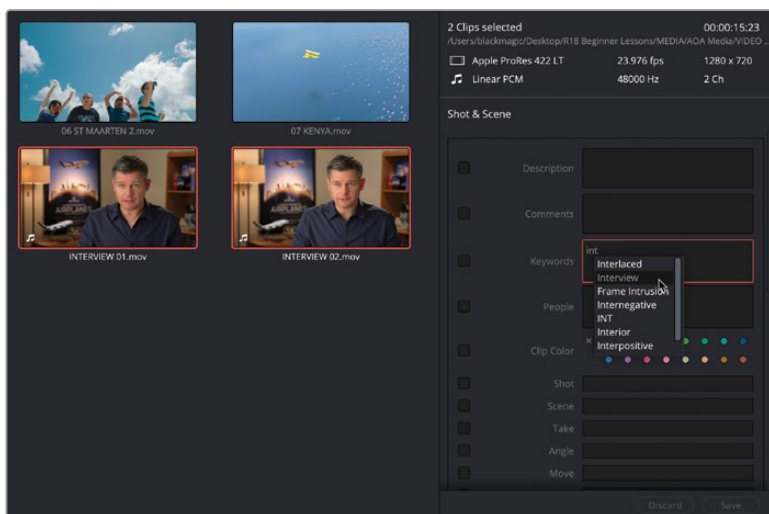 06 ST MAARTEN 2.mov
07 KENYA.mov
INTERVIEW 01.mov
INTERVIEW 02.mov
2 Clips selected 00:00:15:23
/Users/blackmagic/Desktop/R18 Beginner Lessons/MEDIA/AOA Media/VIDEO ...
Apple ProRes 422 LT 23.976 fps 1280 x 720
Linear PCM 48000 Hz 2 Ch
Shot & Scene
Description
Comments
Keywords
int
Interlaced
Interview
Frame Intrusion
Internegative
INT
Interior
Interpositive
People
Clip Color
Shot
Scene
Take
Angle
Move
Discard Save